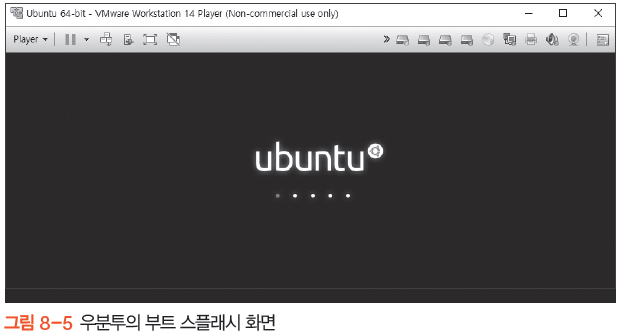 Ubuntu 64-bit - VMware Workstation 14 Player (Non-commercial use only)
Player
ubuntu
그림 8-5 우분투의 부트 스플래시 화면